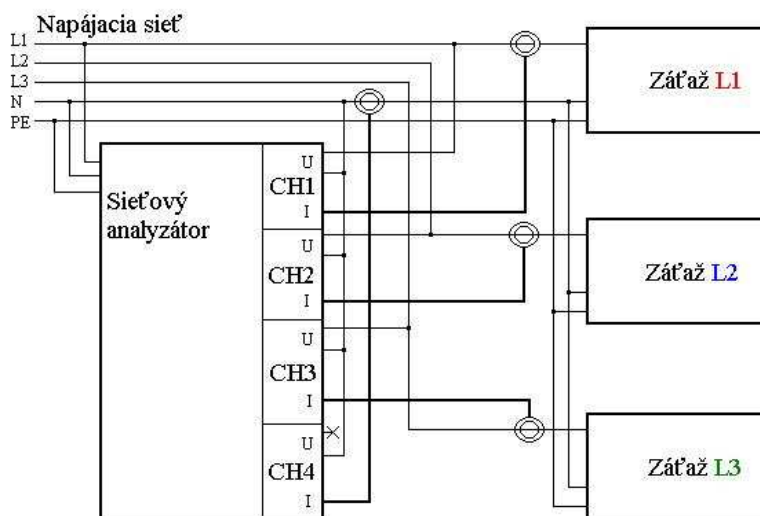 Napájacia sieť
L1
L2
L3
N
PE
Sieťový
analyzátor
U
CH1
I
U
CH2
I
U
CH3
I
U
CH4
I
Záťaž L1
Záťaž L2
Záťaž L3